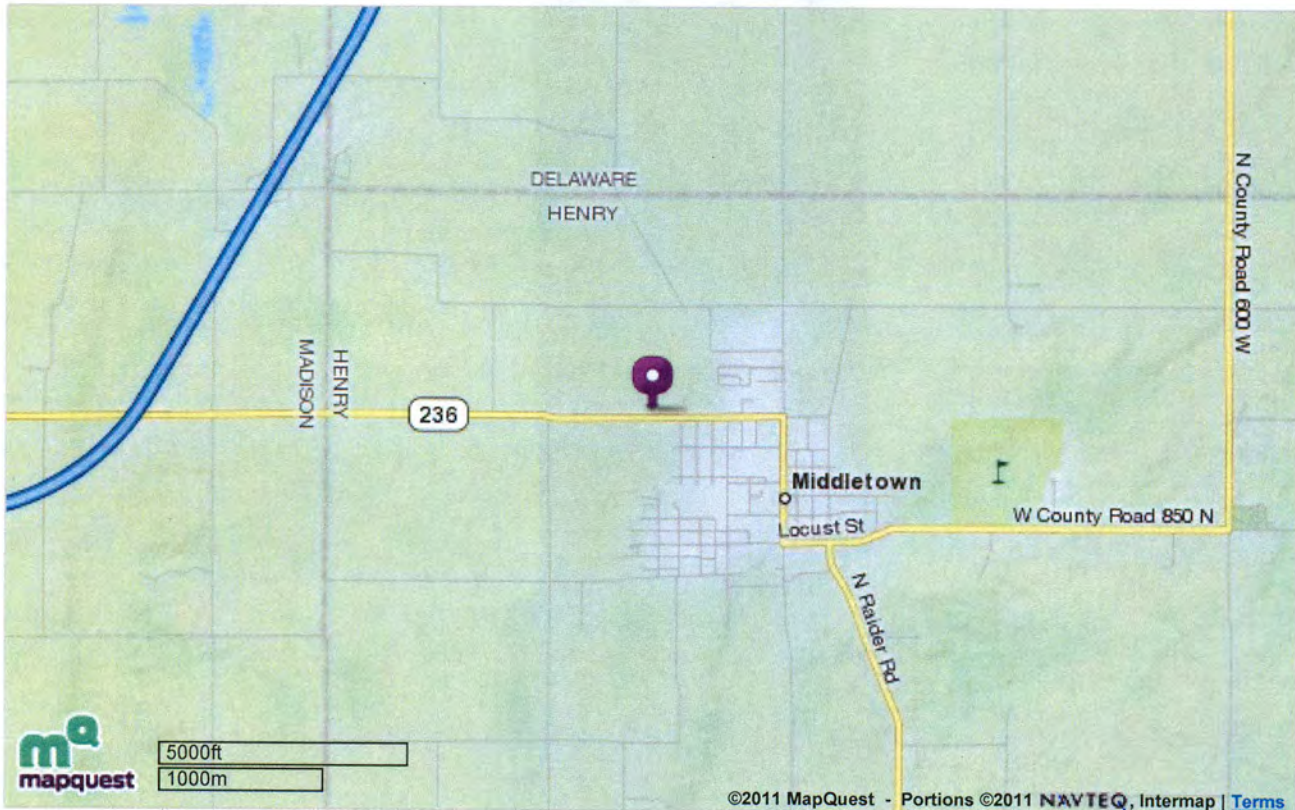 DELAWARE
HENRY
N County Road 600 W
HENRY
MADISON
236
Middletown
Locust St
W County Road 850 N
N Raider Rd
mQ
mapquest
5000ft
1000m
©2011 MapQuest - Portions ©2011 NAVTEQ, Intermap | Terms